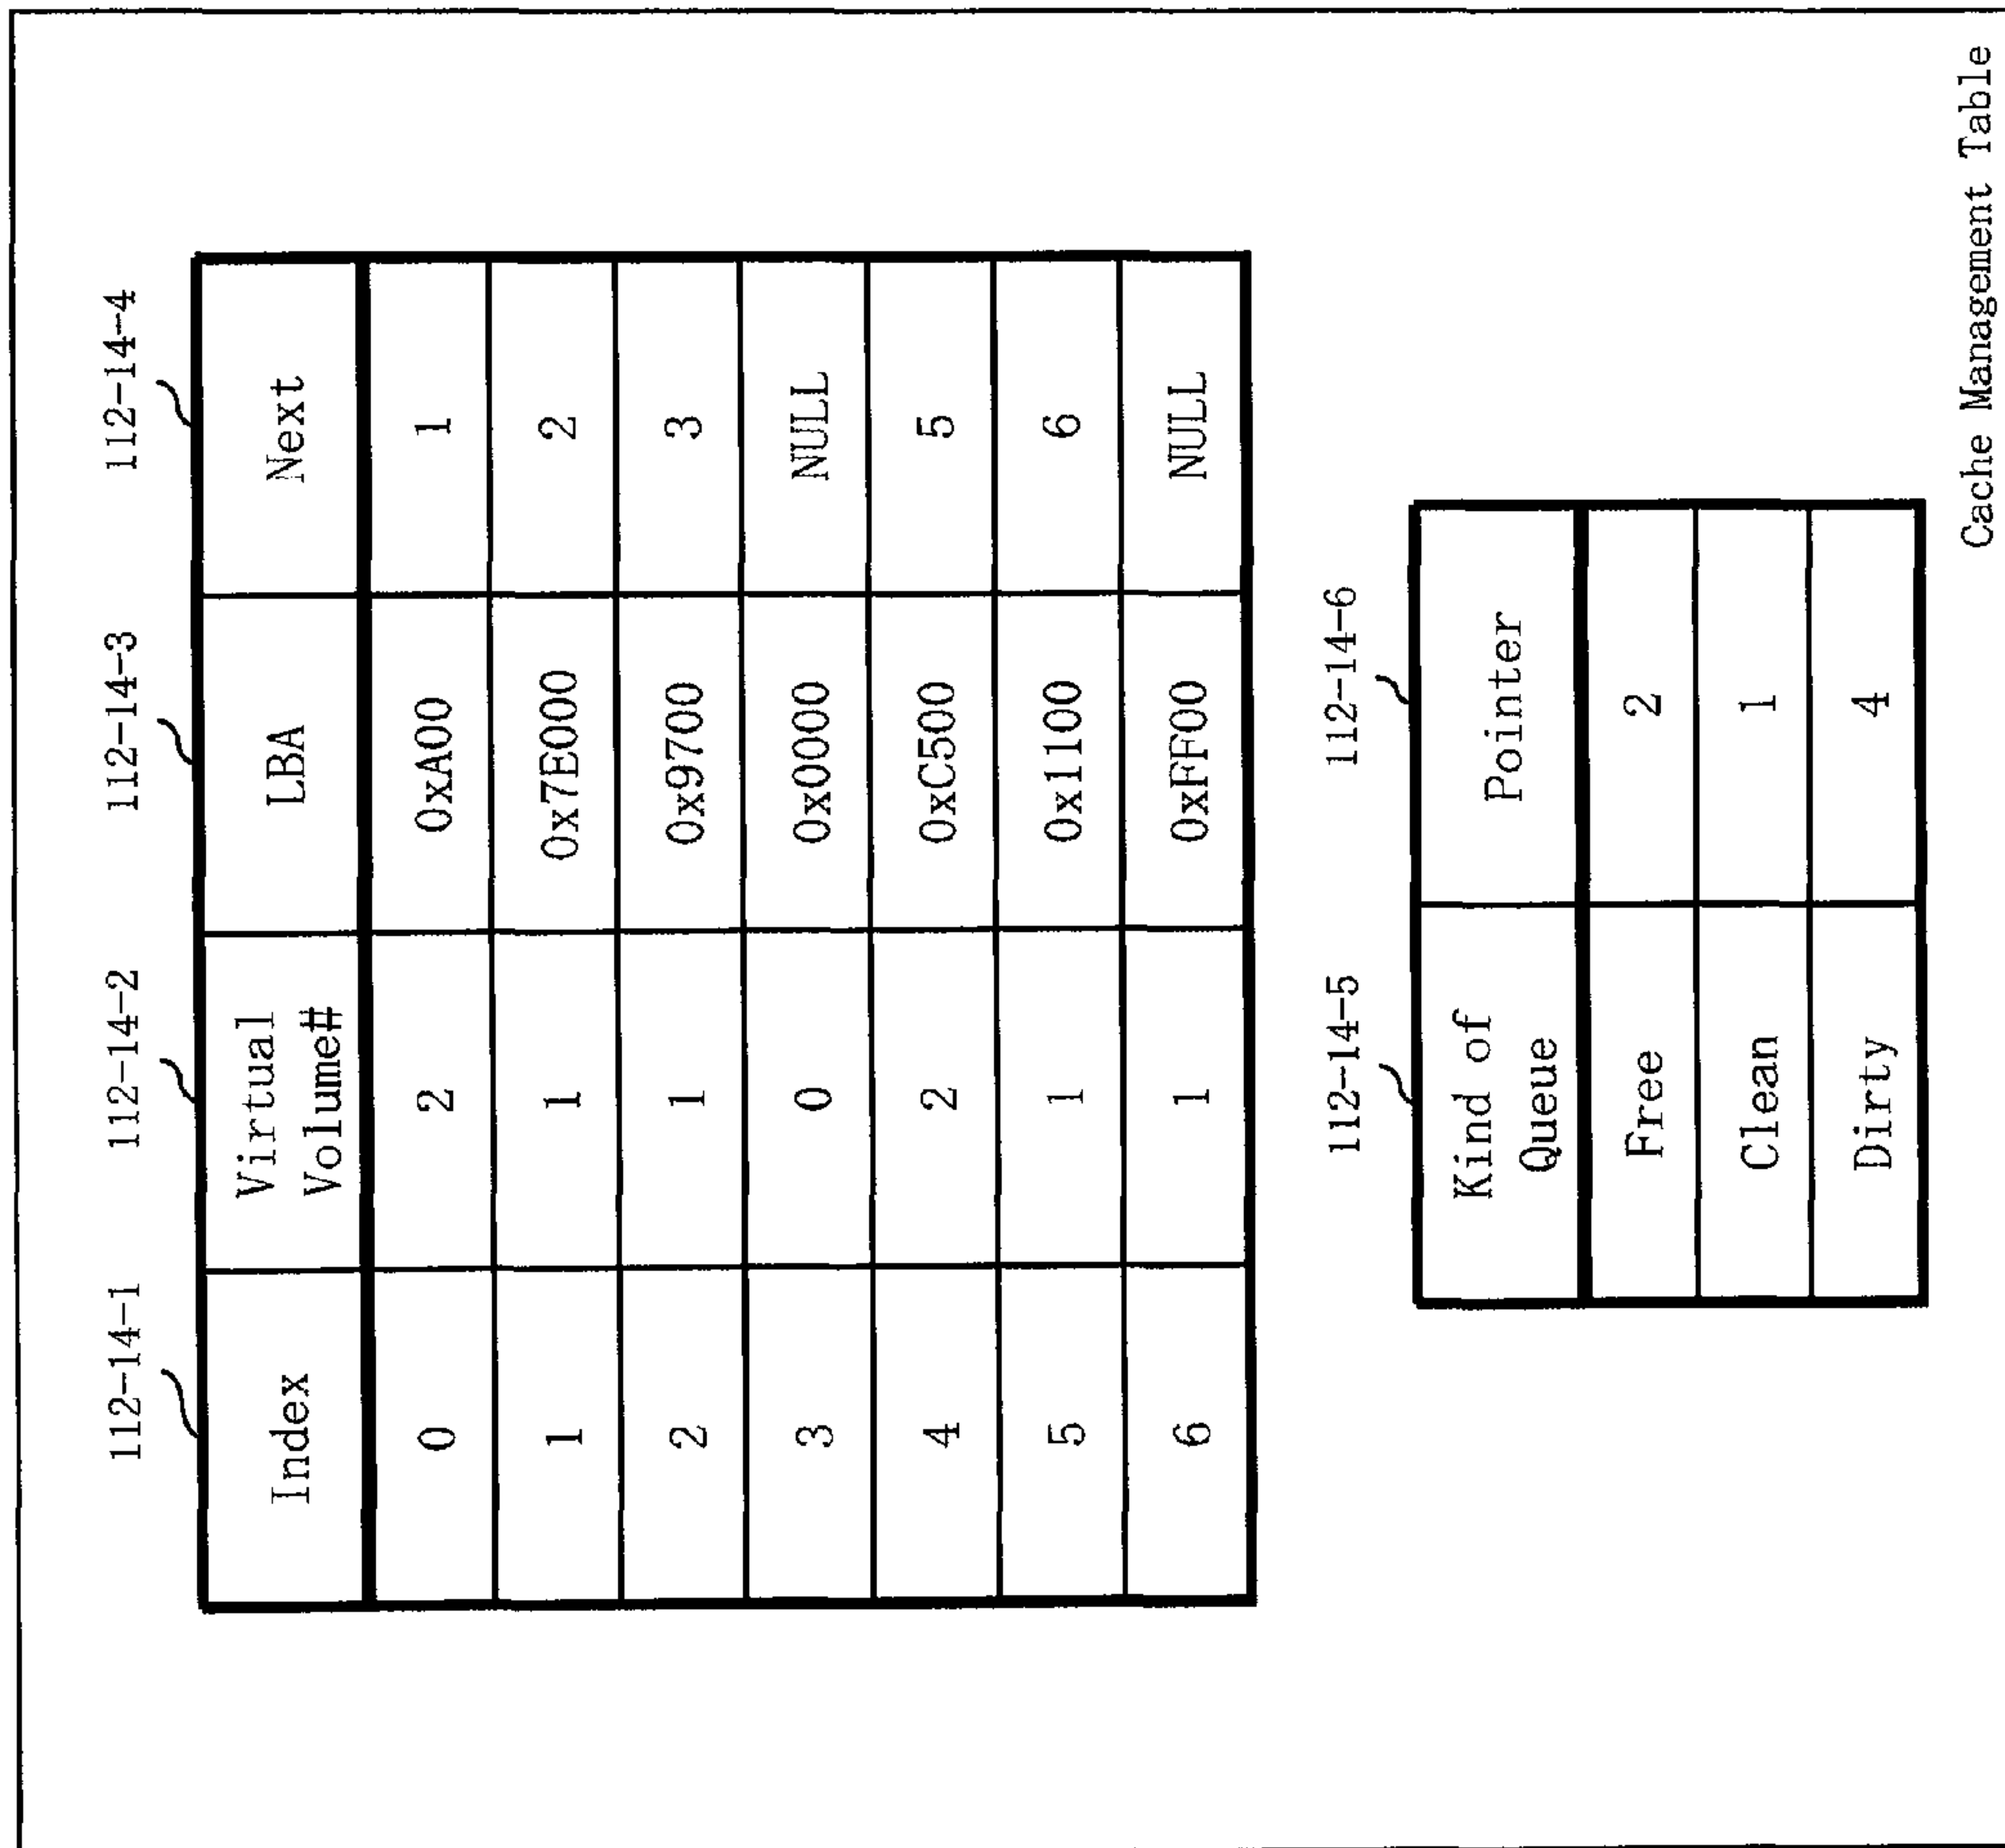 112-14-1 112-14-2 112-14-3 112-14-4
Index Virtual Volume# LBA Next
0 2 0xA00 1
1 1 0x7E000 2
2 1 0x9700 3
3 0 0x0000 NULL
4 2 0xC500 5
5 1 0x1100 6
6 1 0xFF00 NULL
112-14-5 112-14-6
Kind of Queue Pointer
Free 2
Clean 1
Dirty 4
Cache Management Table